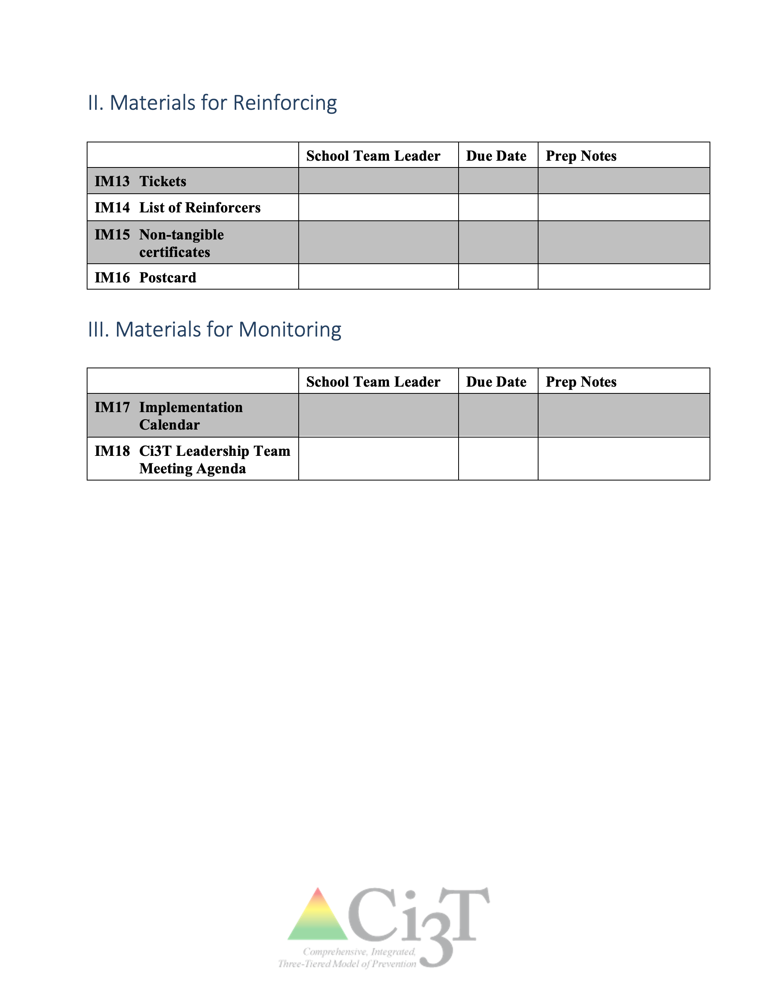 II. Materials for Reinforcing
School Team Leader Due Date Prep Notes
IM13 Tickets
IM14 List of Reinforcers
IM15 Non-tangible
certificates
IM16 Postcard
III. Materials for Monitoring
School Team Leader Due Date Prep Notes
IM17 Implementation
Calendar
IM18 Ci3T Leadership Team
Meeting Agenda
Ci3T
Comprehensive, Integrated,
Three-Tiered Model of Prevention